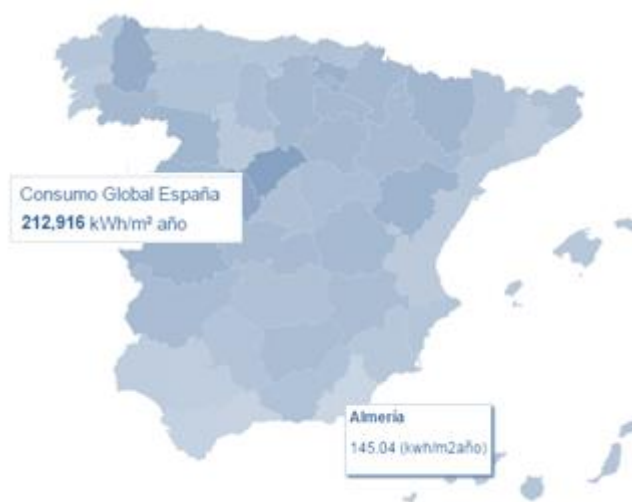 Consumo Global España
212,916 kWh/m² año
Almería
145.04 (kwh/m2año)